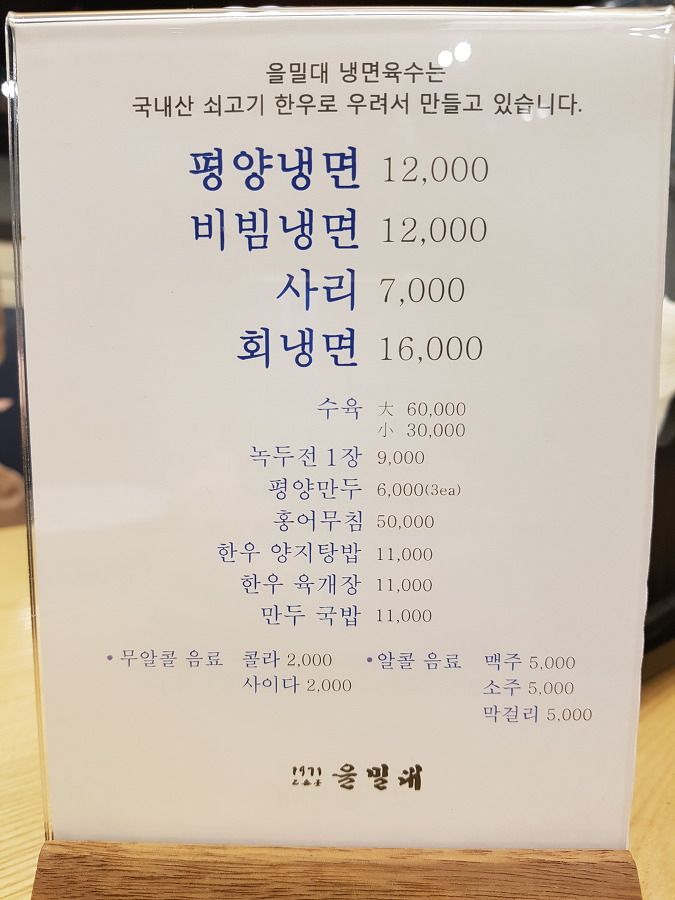 을밀대 냉면육수는
국내산 쇠고기 한우로 우려서 만들고 있습니다.
평양냉면 12,000
비빔냉면 12,000
사리 7,000
회냉면 16,000
수육 大 60,000
小 30,000
녹두전 1장 9,000
평양만두 6,000(3ea)
홍어무침 50,000
한우 양지탕밥 11,000
한우 육개장 11,000
만두 국밥 11,000
• 무알콜 음료 콜라 2,000 • 알콜 음료 맥주 5,000
사이다 2,000 소주 5,000
막걸리 5,000
1971 을밀대